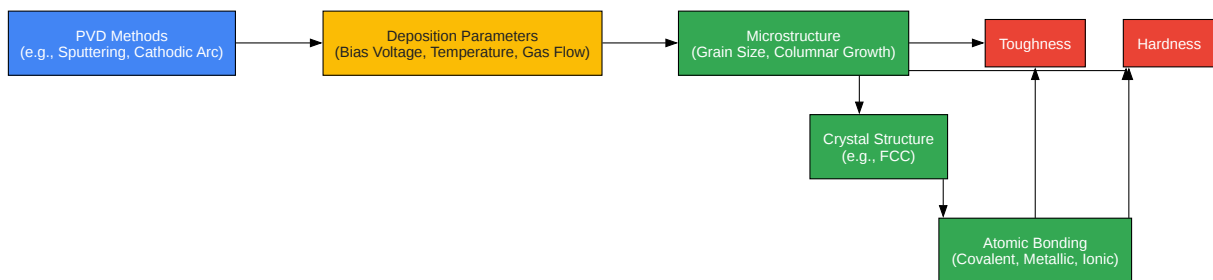 PVD Methods
(e.g., Sputtering, Cathodic Arc)
Deposition Parameters
(Bias Voltage, Temperature, Gas Flow)
Microstructure
(Grain Size, Columnar Growth)
Toughness
Hardness
Crystal Structure
(e.g., FCC)
Atomic Bonding
(Covalent, Metallic, Ionic)